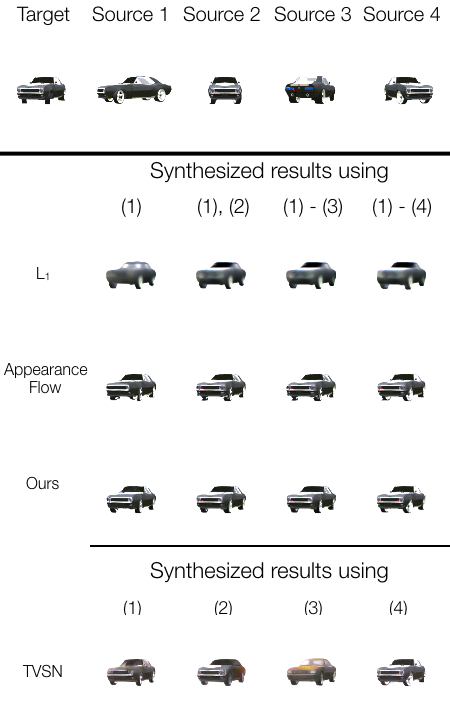 Target Source 1 Source 2 Source 3 Source 4
Synthesized results using
(1) (1), (2) (1) - (3) (1) - (4)
L1
Appearance
Flow
Ours
Synthesized results using
(1) (2) (3) (4)
TVSN